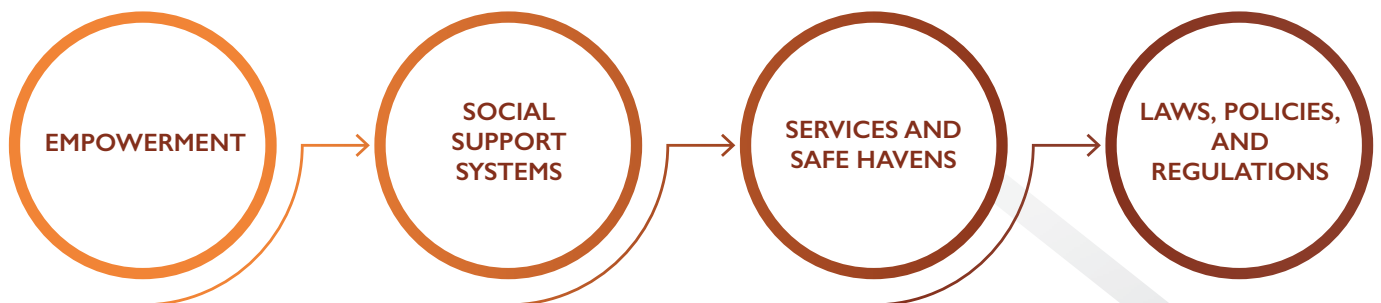 EMPOWERMENT
SOCIAL
SUPPORT
SYSTEMS
SERVICES AND
SAFE HAVENS
LAWS, POLICIES,
AND
REGULATIONS